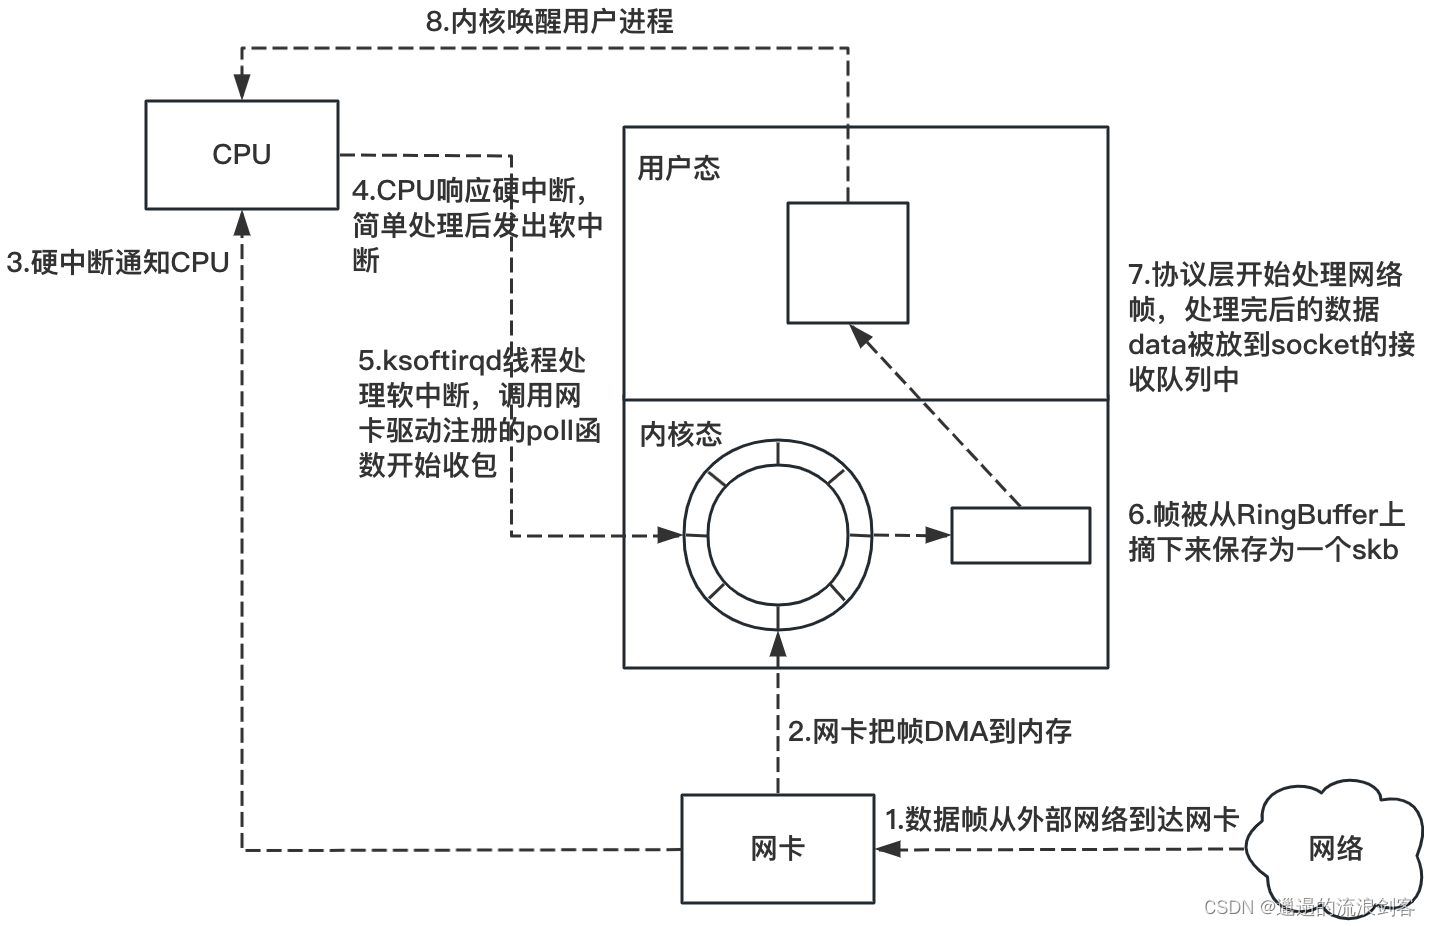 8.内核唤醒用户进程
CPU
用户态
4.CPU响应硬中断，
简单处理后发出软中
断
3.硬中断通知CPU
7.协议层开始处理网络
帧，处理完后的数据
data被放到socket的接
收队列中
5.ksoftirqd线程处
理软中断，调用网
卡驱动注册的poll函
数开始收包
内核态
6.帧被从RingBuffer上
摘下来保存为一个skb
2.网卡把帧DMA到内存
1.数据帧从外部网络到达网卡
网卡
网络
CSDN @邋遢的流浪剑客